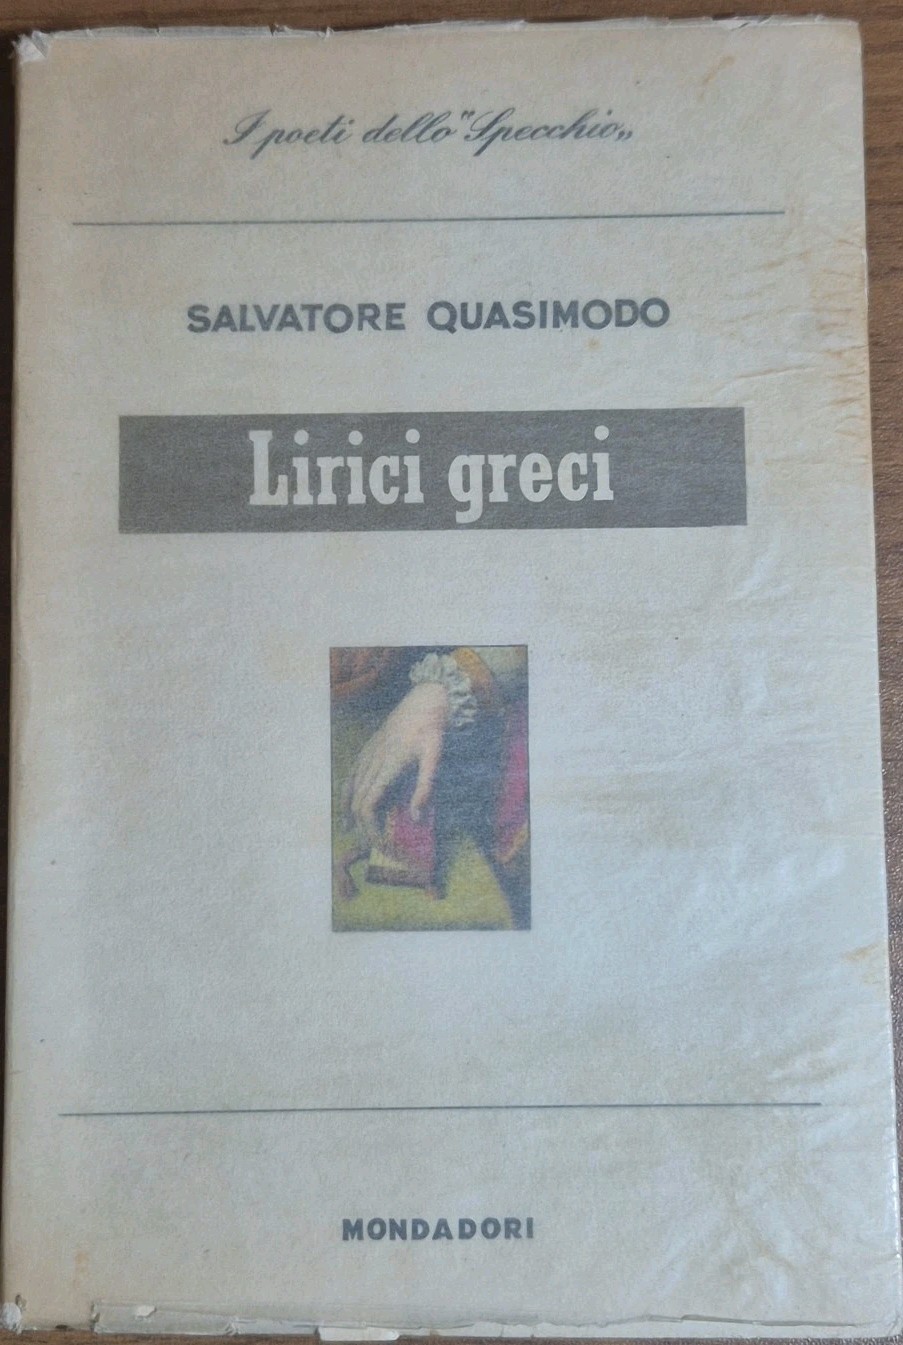 I poeti dello "Specchio„
SALVATORE QUASIMODO
Lirici greci
MONDADORI